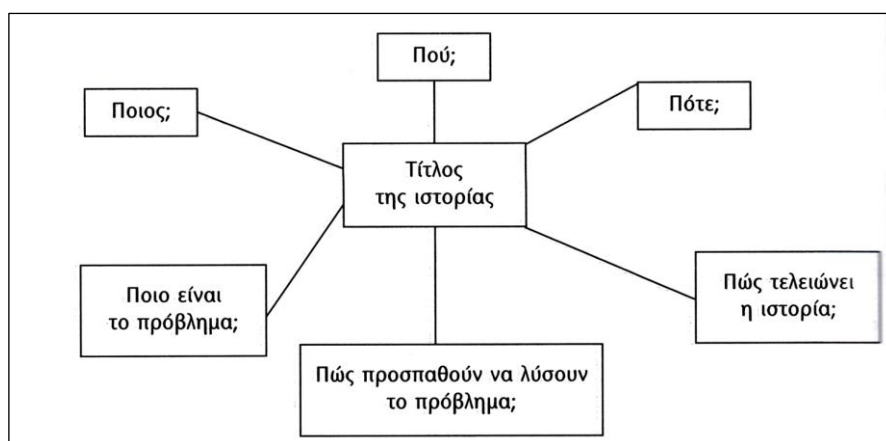 Πού;
Ποιος;
Πότε;
Τίτλος
της ιστορίας
Ποιο είναι
το πρόβλημα;
Πώς τελειώνει
η ιστορία;
Πώς προσπαθούν να λύσουν
το πρόβλημα;